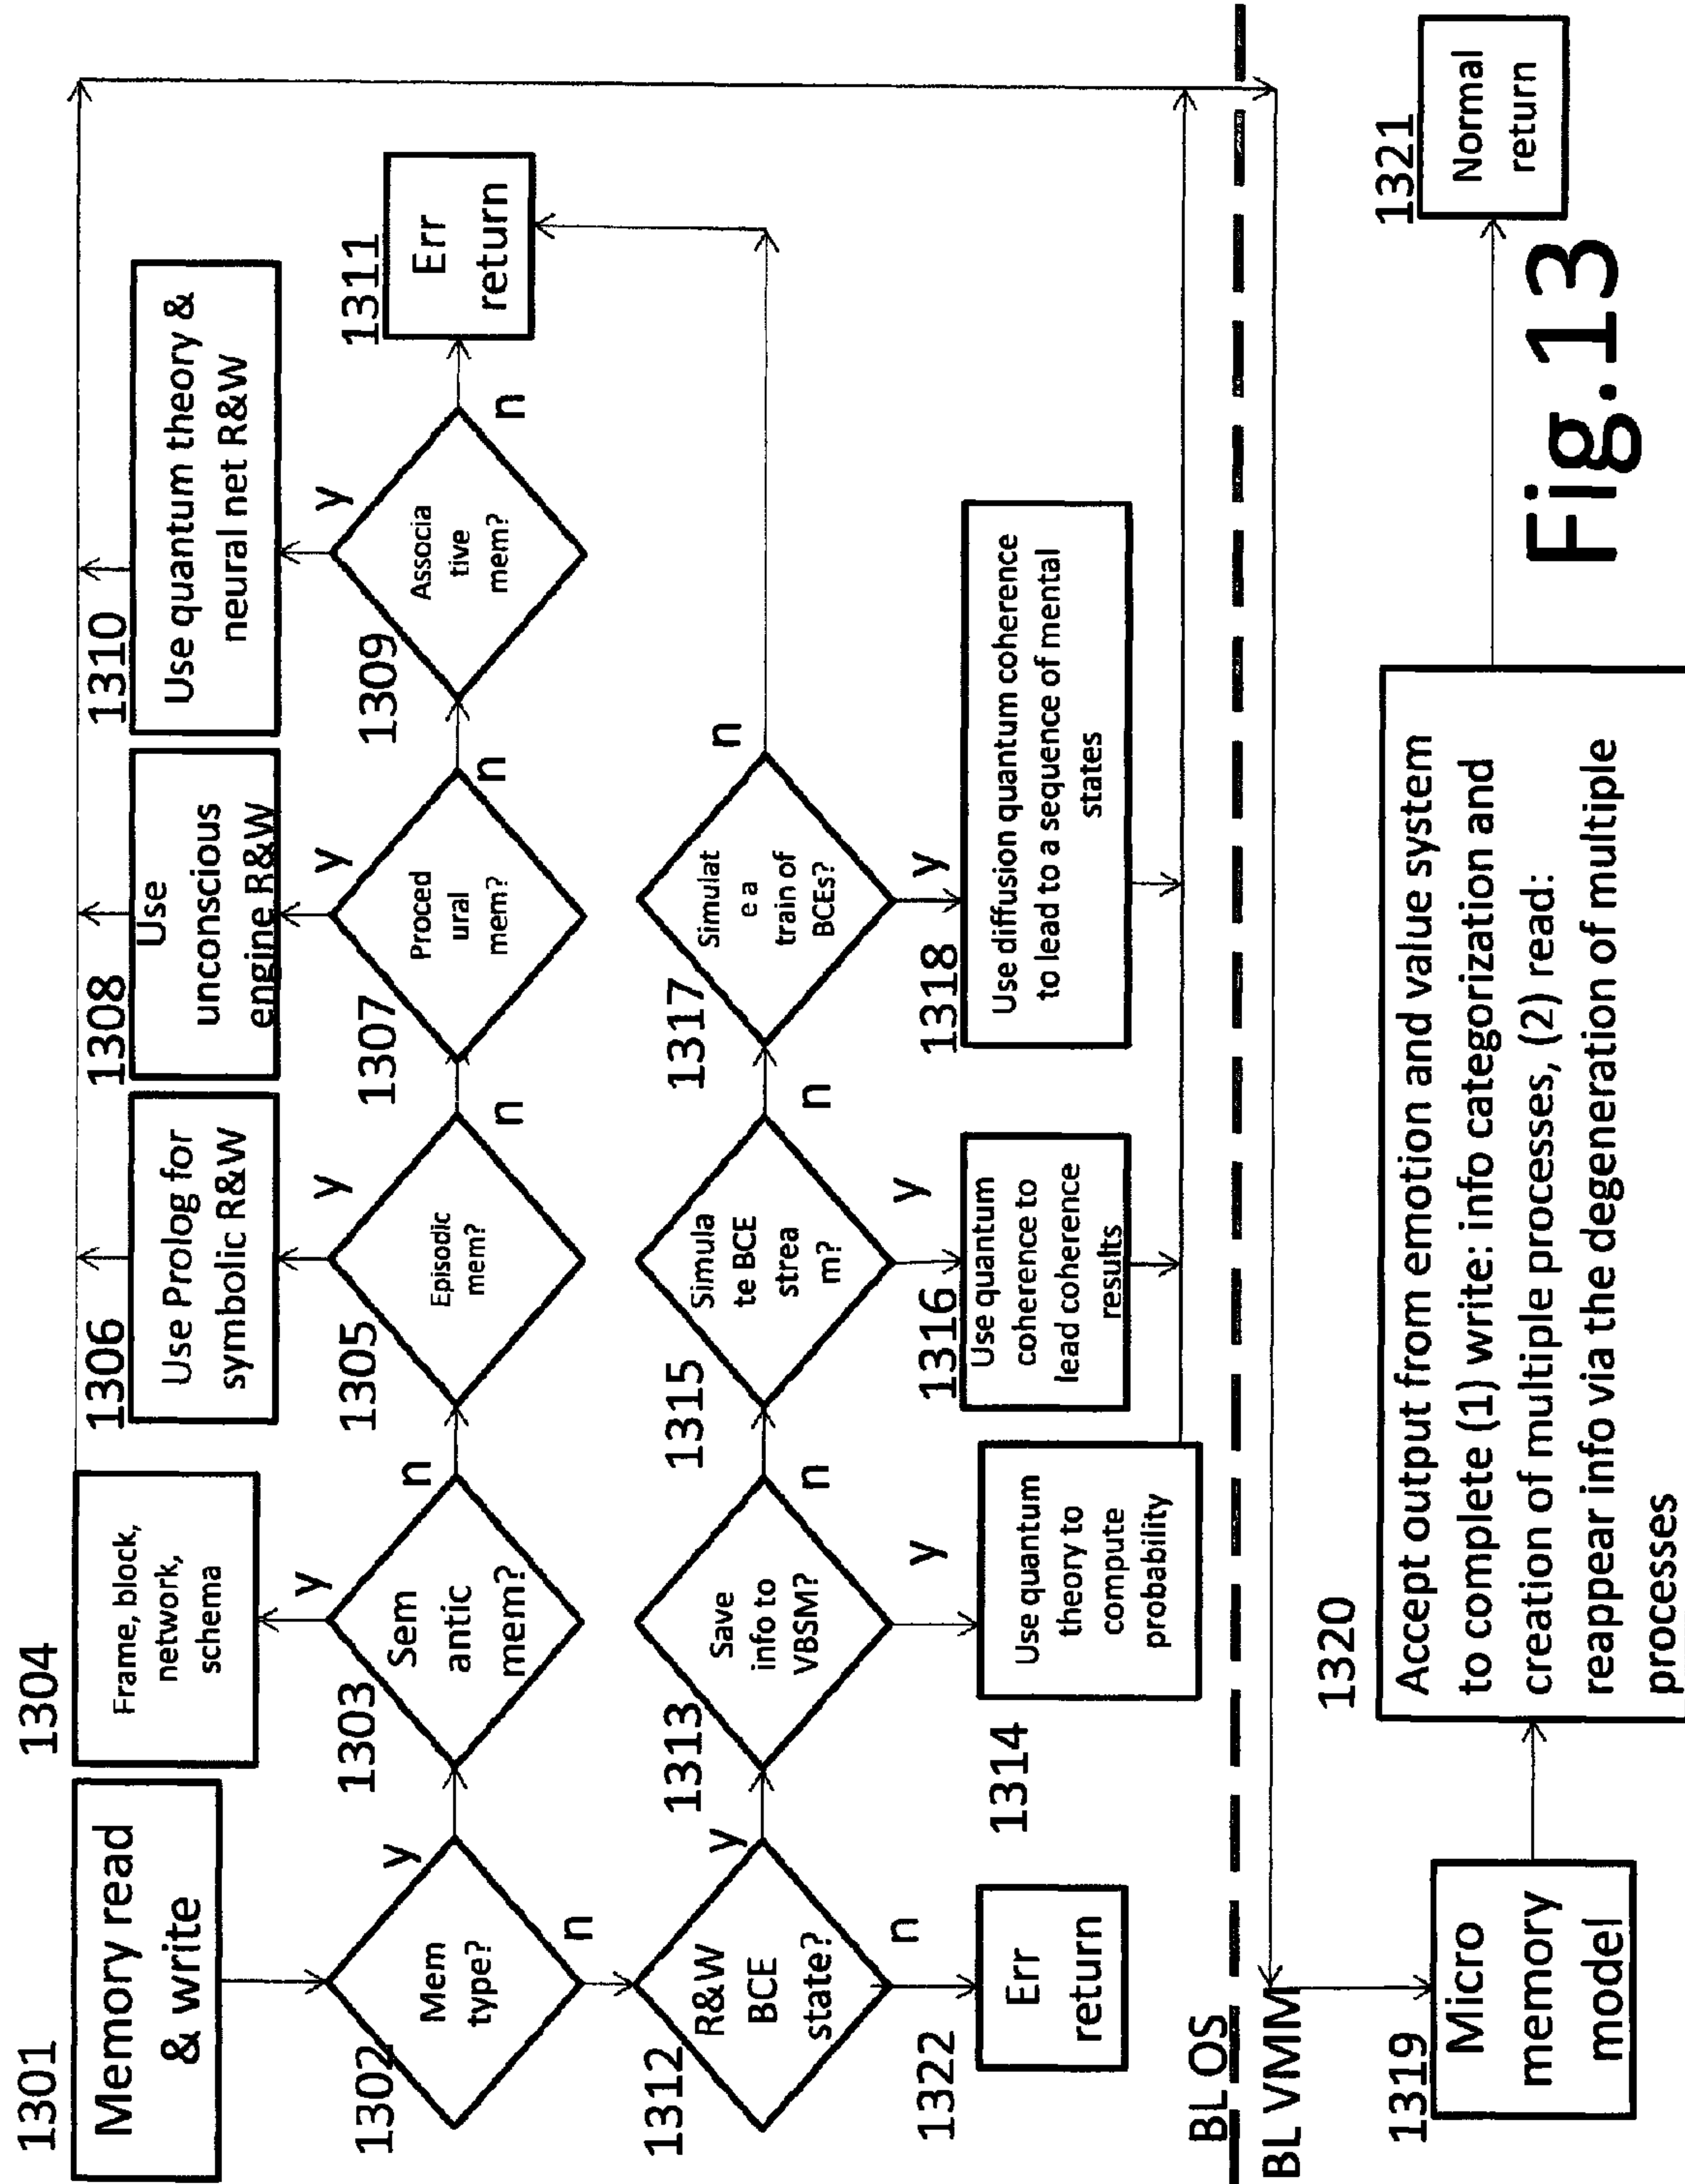 1301
Memory read
& write
1304
Frame, block,
network,
schema
1306
Use Prolog for
symbolic R&W
1308
Use
unconscious
engine R&W
1310
Use quantum theory &
neural net R&W
1302
Mem
type?
y
n
1303
Sem
antic
mem?
y
n
1305
Episodic
mem?
y
n
1307
Proced
ural
mem?
y
n
1309
Associa
tive
mem?
y
n
1311
Err
return
1312
R&W
BCE
state?
y
n
1313
Save
info to
VBSM?
y
n
1315
Simula
te BCE
strea
m?
y
n
1317
Simulat
e a
train of
BCEs?
y
n
1322
Err
return
1314
Use quantum
theory to
compute
probability
1316
Use quantum
coherence to
lead coherence
results
1318
Use diffusion quantum coherence
to lead to a sequence of mental
states
BL OS
BL VMM
1319
Micro
memory
model
1320
Accept output from emotion and value system
to complete (1) write: info categorization and
creation of multiple processes, (2) read:
reappear info via the degeneration of multiple
processes
1321
Normal
return
Fig.13